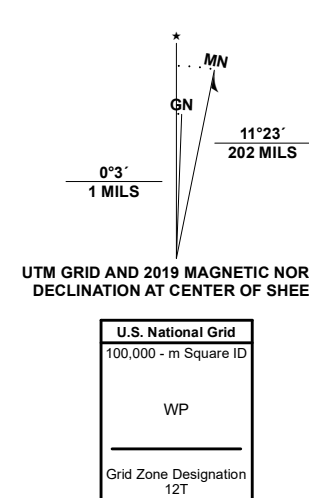 ★
MN
GN
11°23´
202 MILS
0°3´
1 MILS
UTM GRID AND 2019 MAGNETIC NOR
DECLINATION AT CENTER OF SHEE
U.S. National Grid
100,000 - m Square ID
WP
Grid Zone Designation
12T